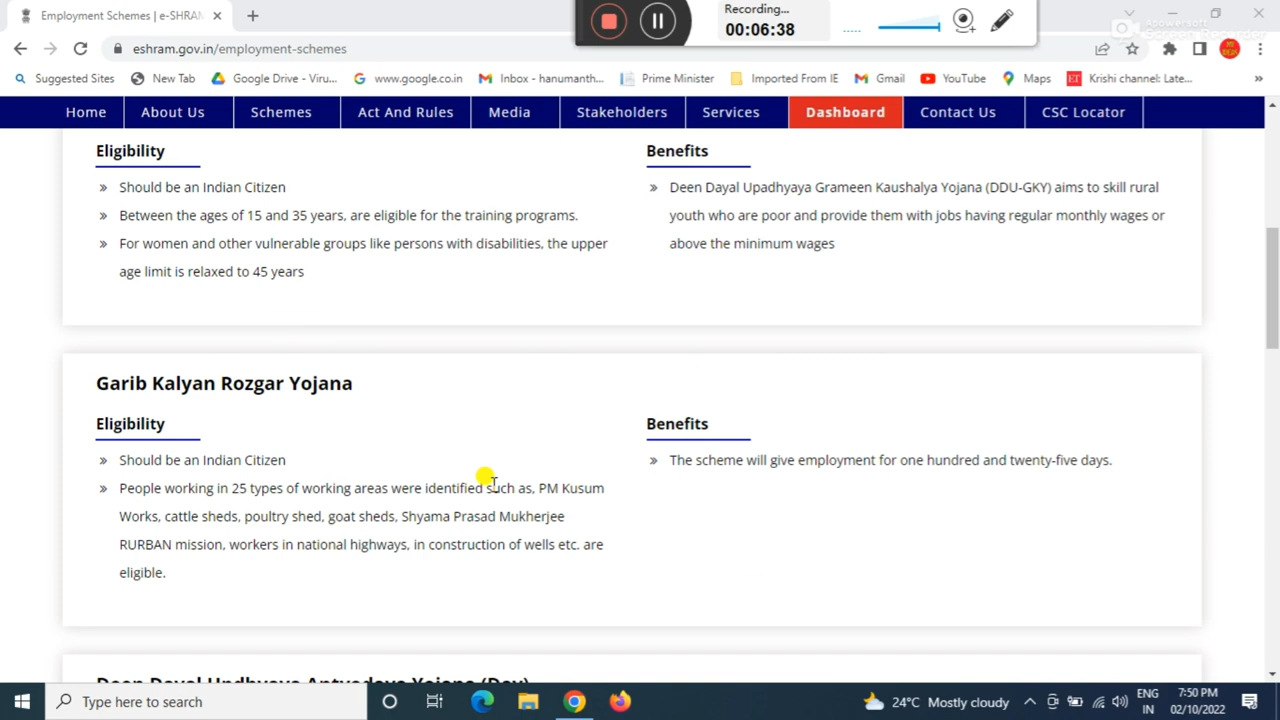 Employment Schemes | e-SHRAM
Recording...
00:06:38
Apowersoft
Screen Recorder
eshram.gov.in/employment-schemes
Suggested Sites
New Tab
Google Drive - Viru...
www.google.co.in
Inbox - hanumanth...
Prime Minister
Imported From IE
Gmail
YouTube
Maps
ET
Krishi channel: Late...
»
Home
About Us
Schemes
Act And Rules
Media
Stakeholders
Services
Dashboard
Contact Us
CSC Locator
Eligibility
» Should be an Indian Citizen
» Between the ages of 15 and 35 years, are eligible for the training programs.
» For women and other vulnerable groups like persons with disabilities, the upper
age limit is relaxed to 45 years
Benefits
» Deen Dayal Upadhyaya Grameen Kaushalya Yojana (DDU-GKY) aims to skill rural
youth who are poor and provide them with jobs having regular monthly wages or
above the minimum wages
Garib Kalyan Rozgar Yojana
Eligibility
» Should be an Indian Citizen
» People working in 25 types of working areas were identified such as, PM Kusum
Works, cattle sheds, poultry shed, goat sheds, Shyama Prasad Mukherjee
RURBAN mission, workers in national highways, in construction of wells etc. are
eligible.
Benefits
» The scheme will give employment for one hundred and twenty-five days.
Deen Dayal Updhyaya Antyodaya Yojana (Day)
Type here to search
24°C Mostly cloudy
ENG
IN
7:50 PM
02/10/2022